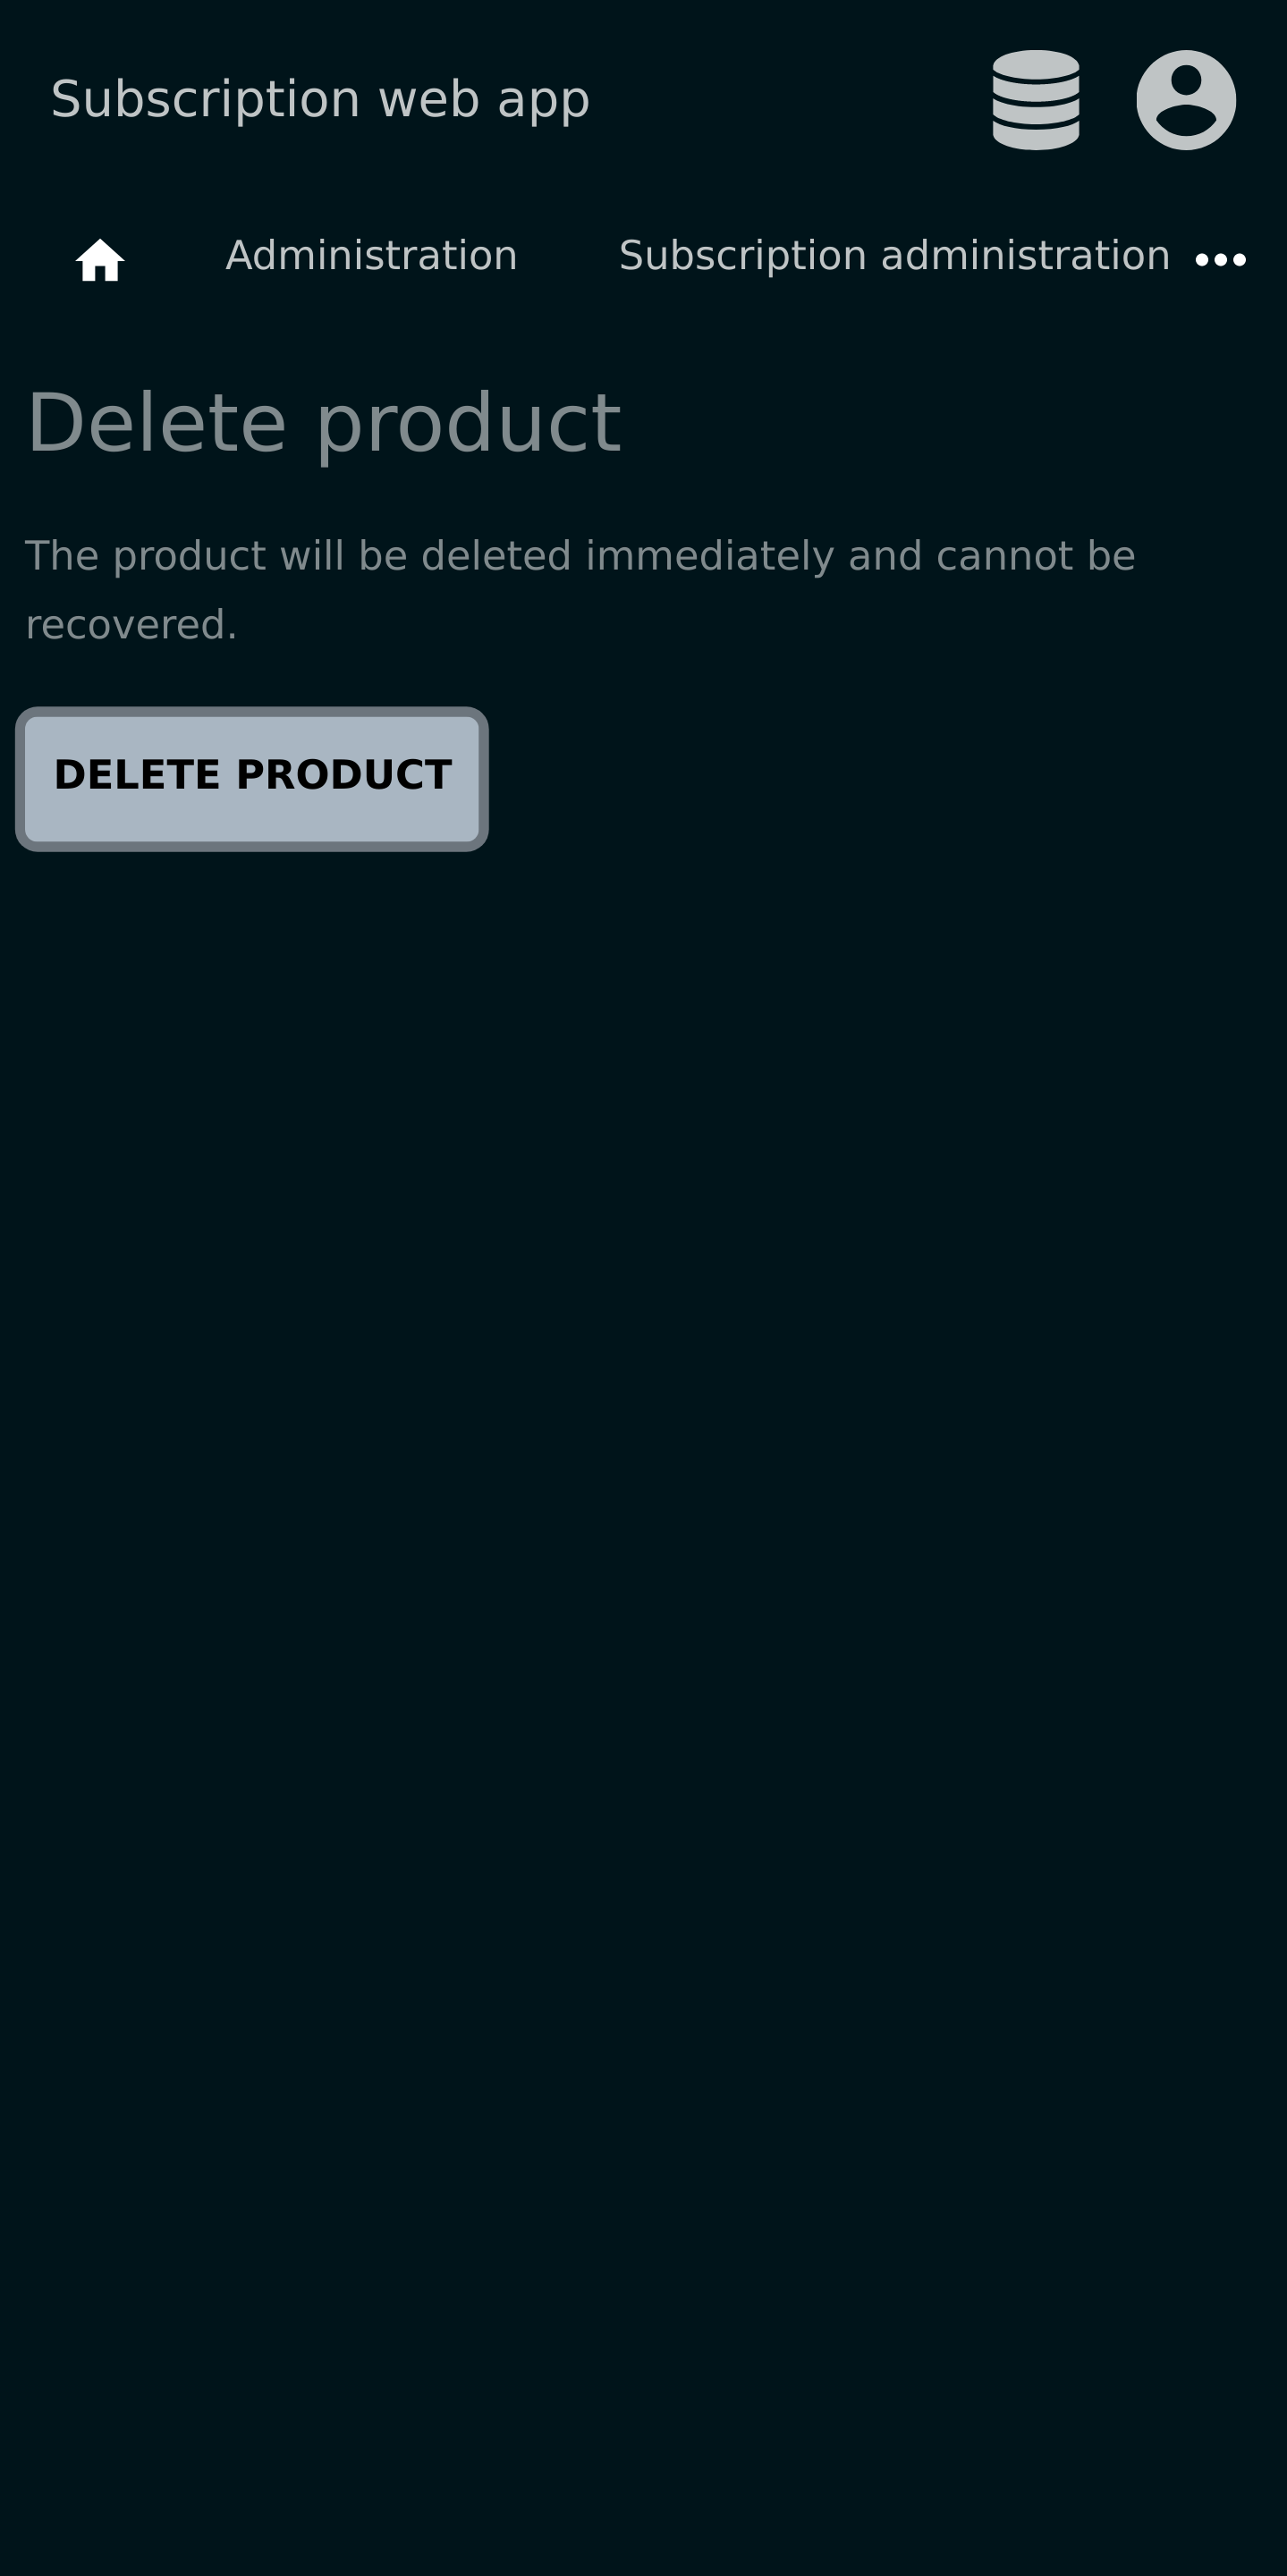 Subscription web app
Administration Subscription administration
Delete product
The product will be deleted immediately and cannot be
recovered.
DELETE PRODUCT